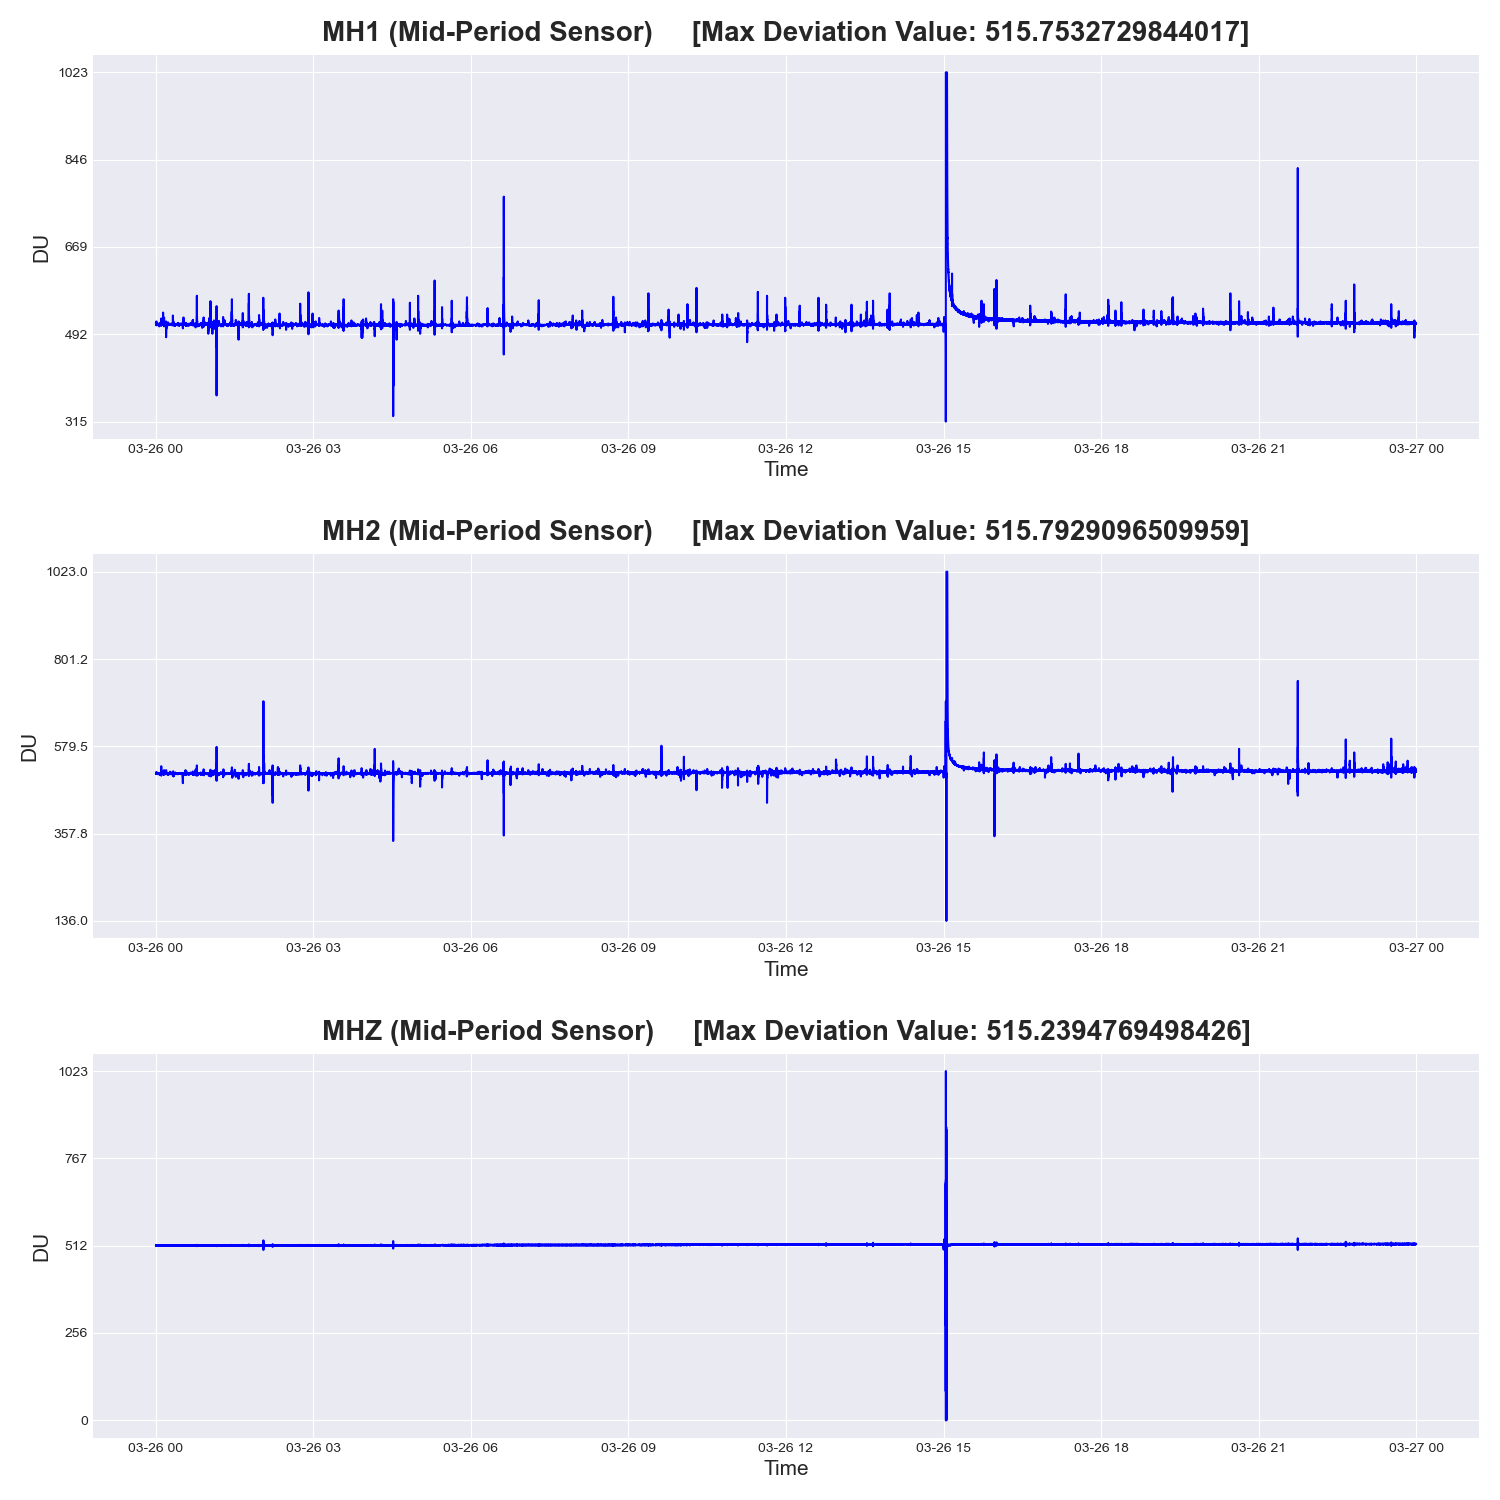 MH1 (Mid-Period Sensor) [Max Deviation Value: 515.7532729844017]
1023
846
669
492
315
DU
03-26 00 03-26 03 03-26 06 03-26 09 03-26 12 03-26 15 03-26 18 03-26 21 03-27 00
Time
MH2 (Mid-Period Sensor) [Max Deviation Value: 515.7929096509959]
1023.0
801.2
579.5
357.8
136.0
DU
03-26 00 03-26 03 03-26 06 03-26 09 03-26 12 03-26 15 03-26 18 03-26 21 03-27 00
Time
MHZ (Mid-Period Sensor) [Max Deviation Value: 515.2394769498426]
1023
767
512
256
0
DU
03-26 00 03-26 03 03-26 06 03-26 09 03-26 12 03-26 15 03-26 18 03-26 21 03-27 00
Time